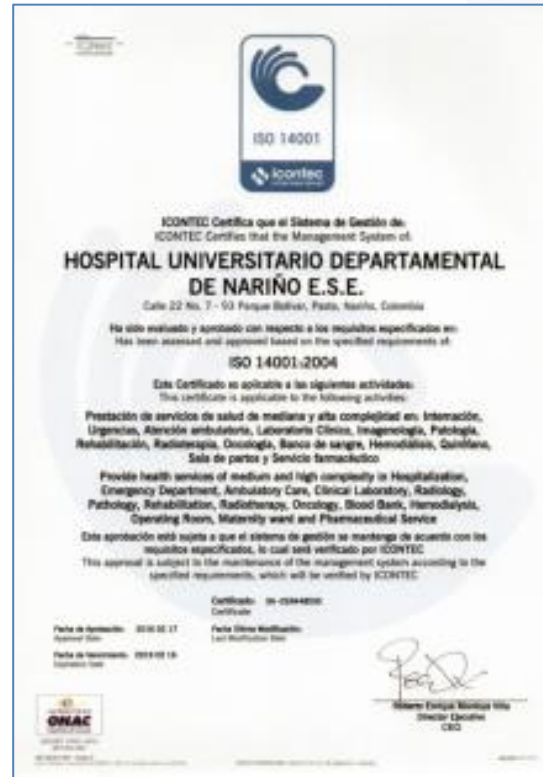 ISO 14001
icontec
ICONTEC Certifica que el Sistema de Gestión de:
ICONTEC Certifies that the Management System of:
HOSPITAL UNIVERSITARIO DEPARTAMENTAL
DE NARIÑO E.S.E.
Calle 22 No. 7 - 93 Parque Bolívar, Pasto, Nariño, Colombia
Ha sido evaluado y aprobado con respecto a los requisitos especificados en:
Has been assessed and approved based on the specified requirements of:
ISO 14001:2004
Este Certificado es aplicable a las siguientes actividades:
This certificate is applicable to the following activities:
Prestación de servicios de salud de mediana y alta complejidad en: Internación,
Urgencias, Atención ambulatoria, Laboratorio Clínico, Imagenología, Patología,
Rehabilitación, Radioterapia, Oncología, Banco de sangre, Hemodiálisis, Quirófano,
Sala de partos y Servicio farmacéutico
Provide health services of medium and high complexity in Hospitalization,
Emergency Department, Ambulatory Care, Clinical Laboratory, Radiology,
Pathology, Rehabilitation, Radiotherapy, Oncology, Blood Bank, Hemodialysis,
Operating Room, Maternity ward and Pharmaceutical Service
Esta aprobación está sujeta a que el sistema de gestión se mantenga de acuerdo con los
requisitos especificados, lo cual será verificado por ICONTEC
This approval is subject to the maintenance of the management system according to the
specified requirements, which will be verified by ICONTEC
Certificado:
Certificate
Fecha de Aprobación: 2016 02 17
Approval Date
Fecha Última Modificación:
Last Modification Date
Fecha de Vencimiento:
Expiration Date
Roberto Enrique Montoya Villa
Director Ejecutivo
CEO
ONAC